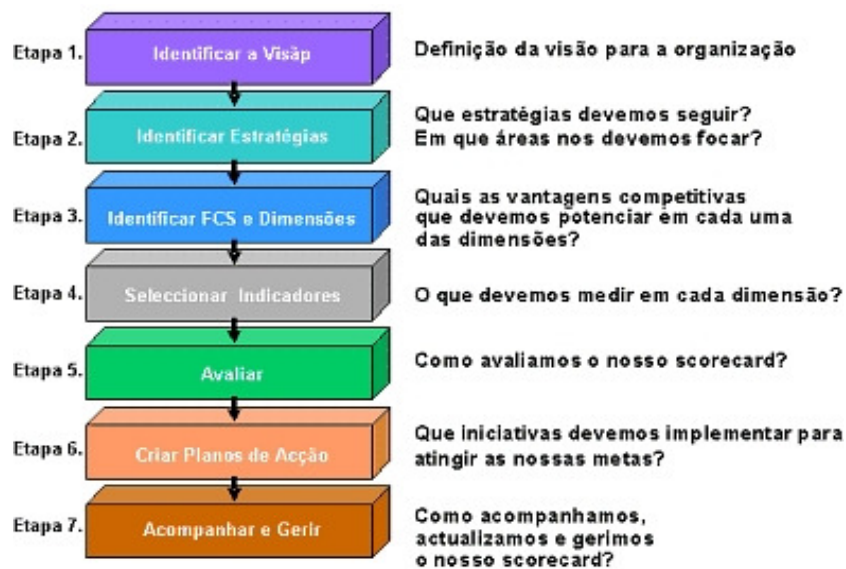 Etapa 1.
Identificar a Visãp
Definição da visão para a organização
Etapa 2.
Identificar Estratégias
Que estratégias devemos seguir?
Em que áreas nos devemos focar?
Etapa 3.
Identificar FCS e Dimensões
Quais as vantagens competitivas
que devemos potenciar em cada uma
das dimensões?
Etapa 4.
Seleccionar Indicadores
O que devemos medir em cada dimensão?
Etapa 5.
Avaliar
Como avaliamos o nosso scorecard?
Etapa 6.
Criar Planos de Acção
Que iniciativas devemos implementar para
atingir as nossas metas?
Etapa 7.
Acompanhar e Gerir
Como acompanhamos,
actualizamos e gerimos
o nosso scorecard?